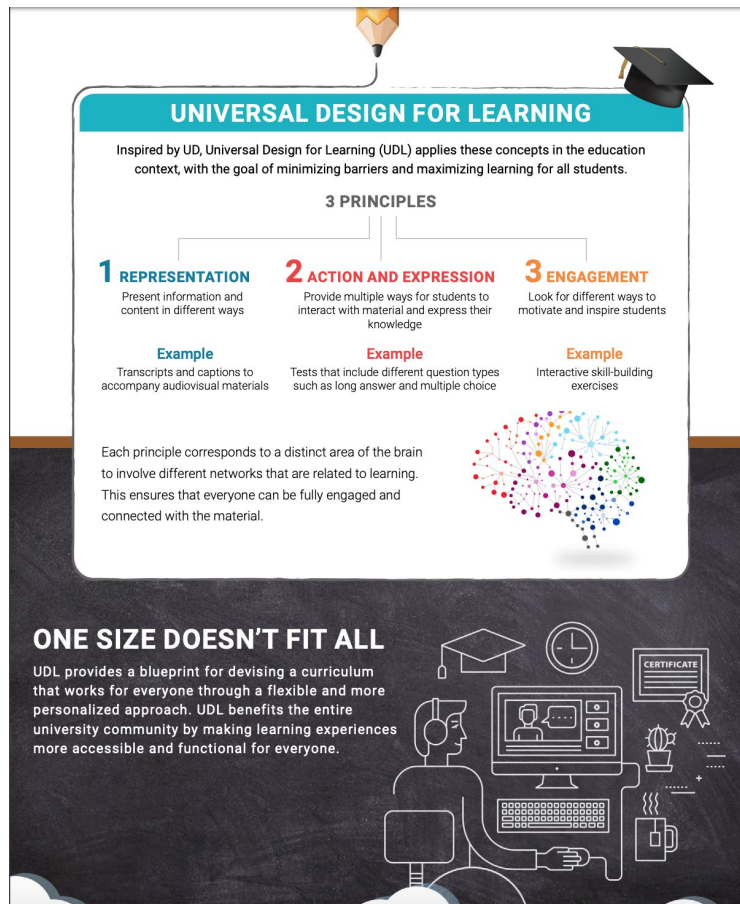 UNIVERSAL DESIGN FOR LEARNING
Inspired by UD, Universal Design for Learning (UDL) applies these concepts in the education
context, with the goal of minimizing barriers and maximizing learning for all students.
3 PRINCIPLES
1 REPRESENTATION
Present information and
content in different ways
Example
Transcripts and captions to
accompany audiovisual materials
2 ACTION AND EXPRESSION
Provide multiple ways for students to
interact with material and express their
knowledge
Example
Tests that include different question types
such as long answer and multiple choice
3 ENGAGEMENT
Look for different ways to
motivate and inspire students
Example
Interactive skill-building
exercises
Each principle corresponds to a distinct area of the brain
to involve different networks that are related to learning.
This ensures that everyone can be fully engaged and
connected with the material.
ONE SIZE DOESN'T FIT ALL
UDL provides a blueprint for devising a curriculum
that works for everyone through a flexible and more
personalized approach. UDL benefits the entire
university community by making learning experiences
more accessible and functional for everyone.
CERTIFICATE